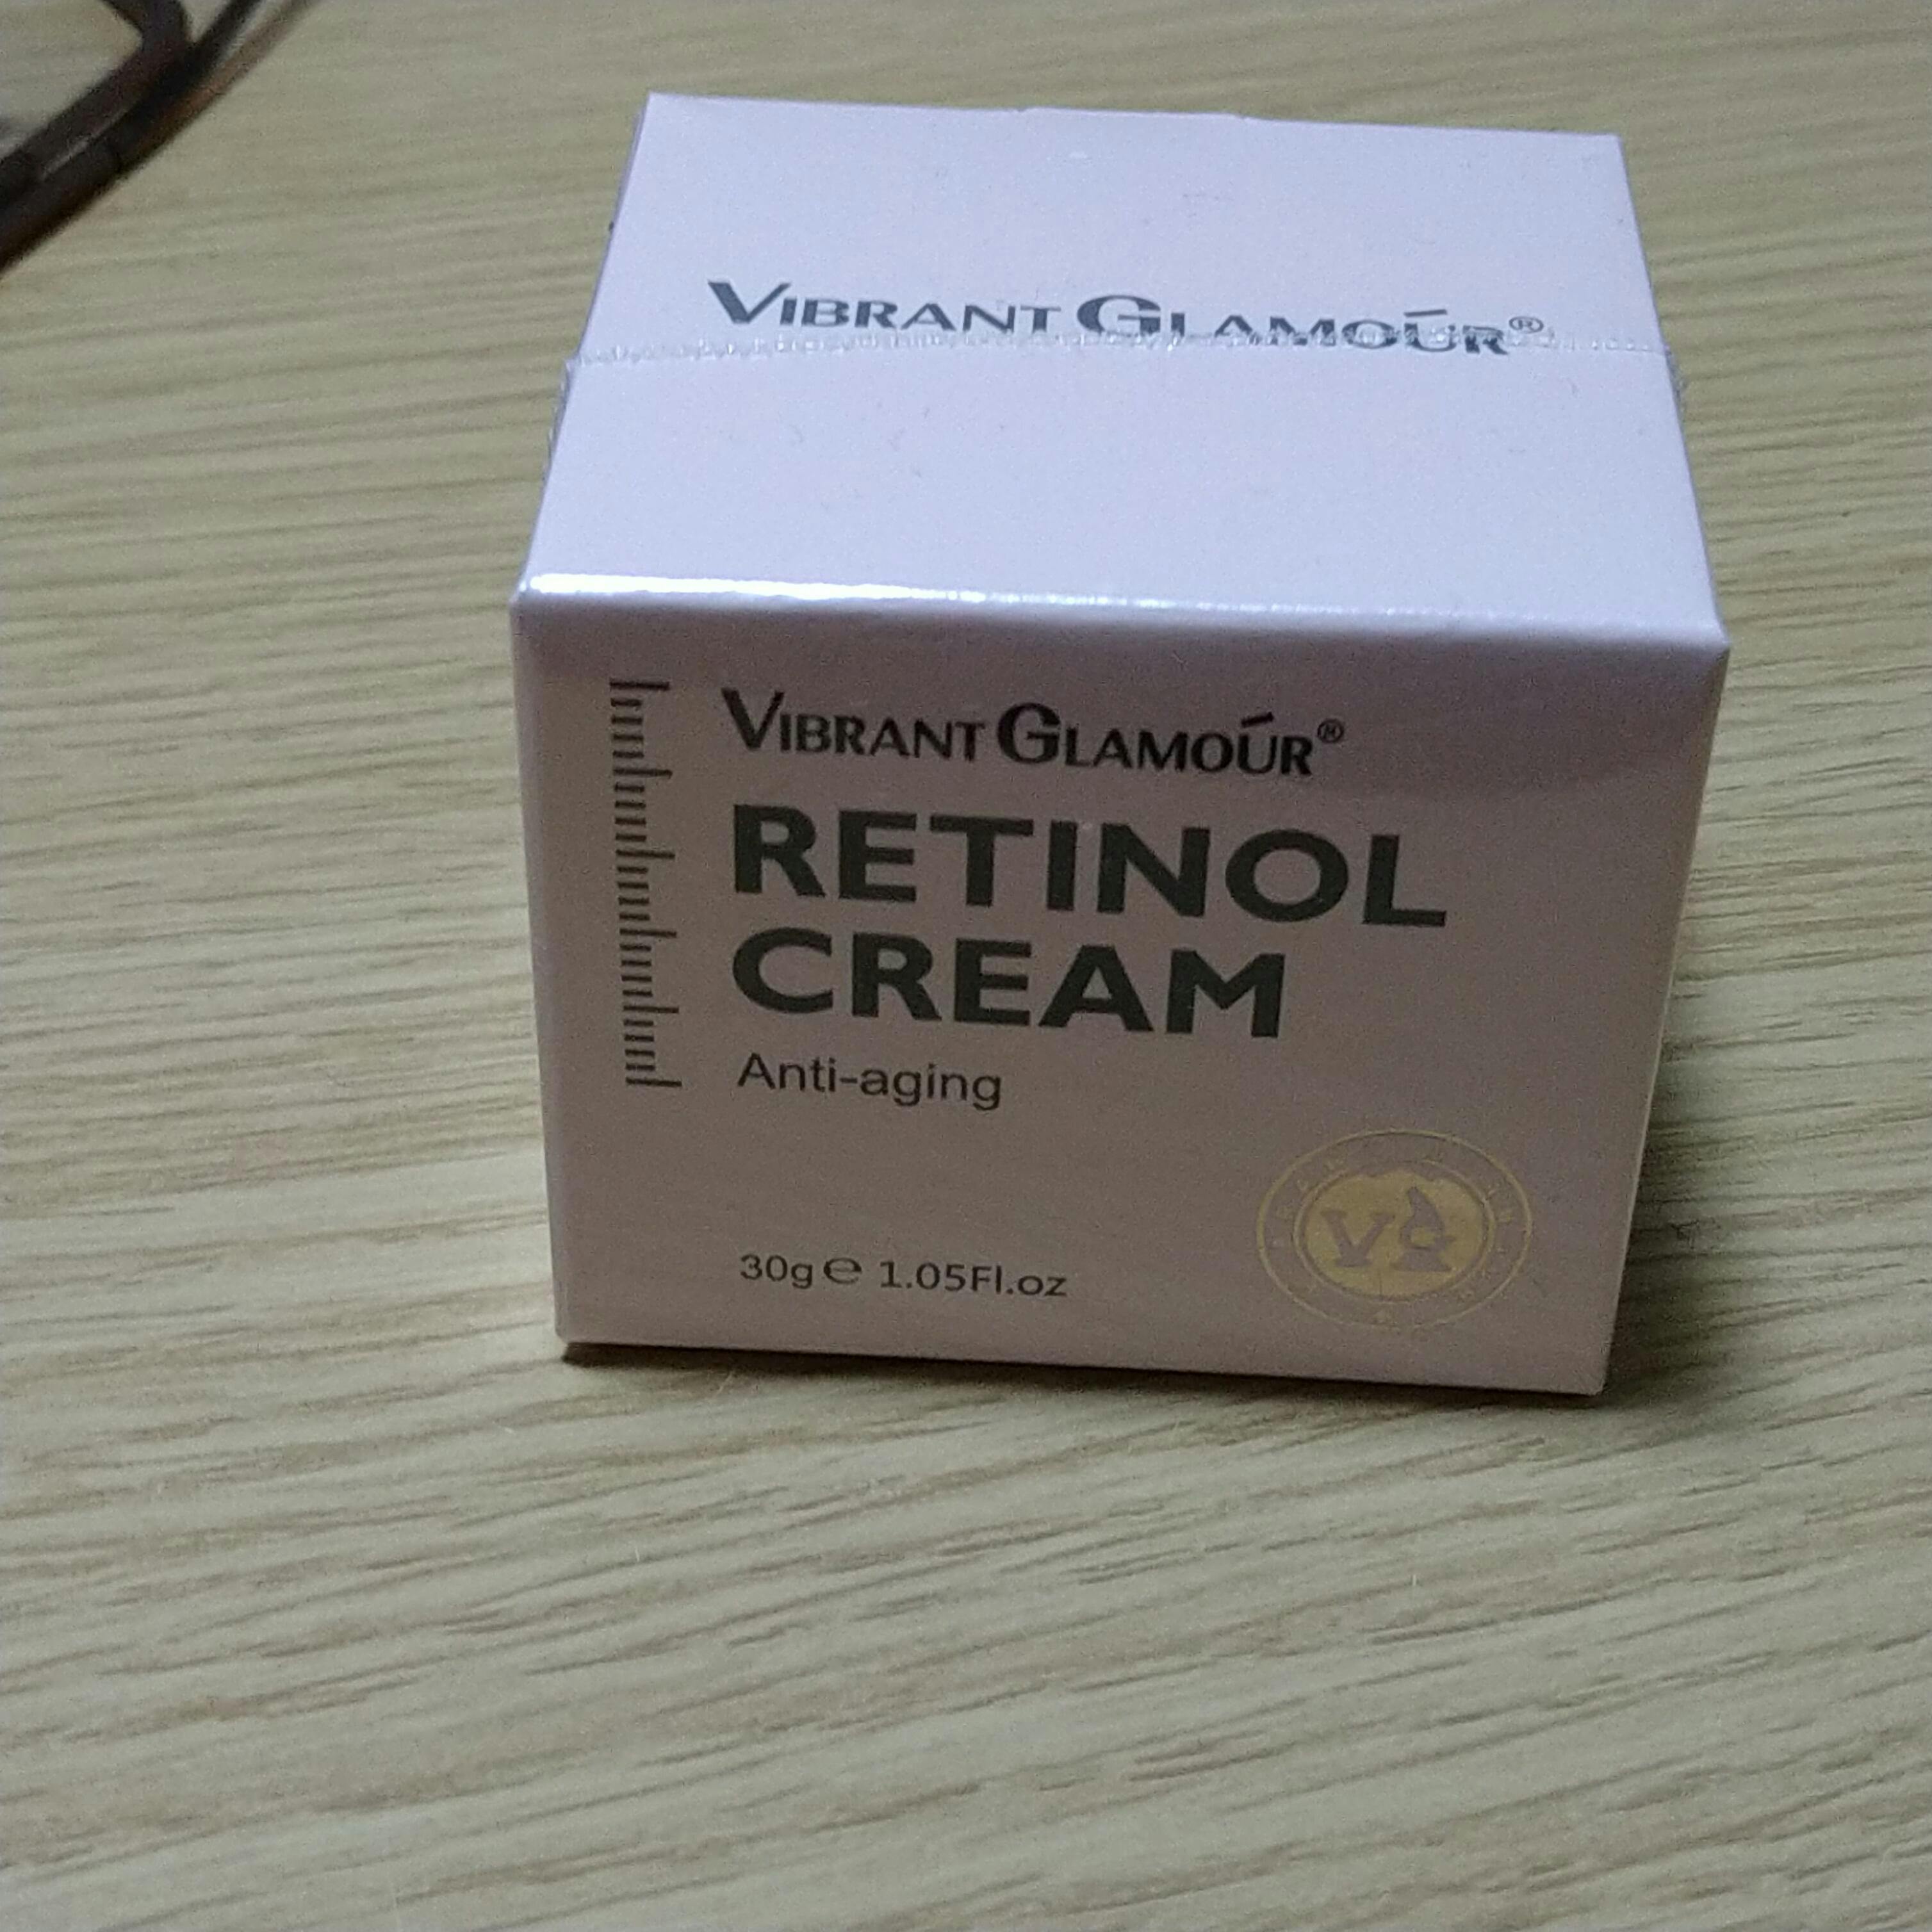 VIBRANT GLAMOUR®
VIBRANT GLAMOUR®
RETINOL
CREAM
Anti-aging
30g℮ 1.05Fl.oz